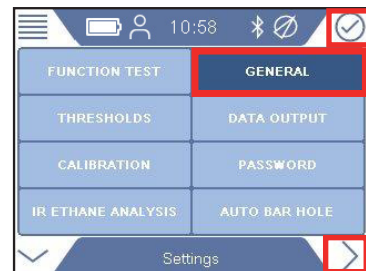 10:58
FUNCTION TEST GENERAL
THRESHOLDS DATA OUTPUT
CALIBRATION PASSWORD
IR ETHANE ANALYSIS AUTO BAR HOLE
Settings